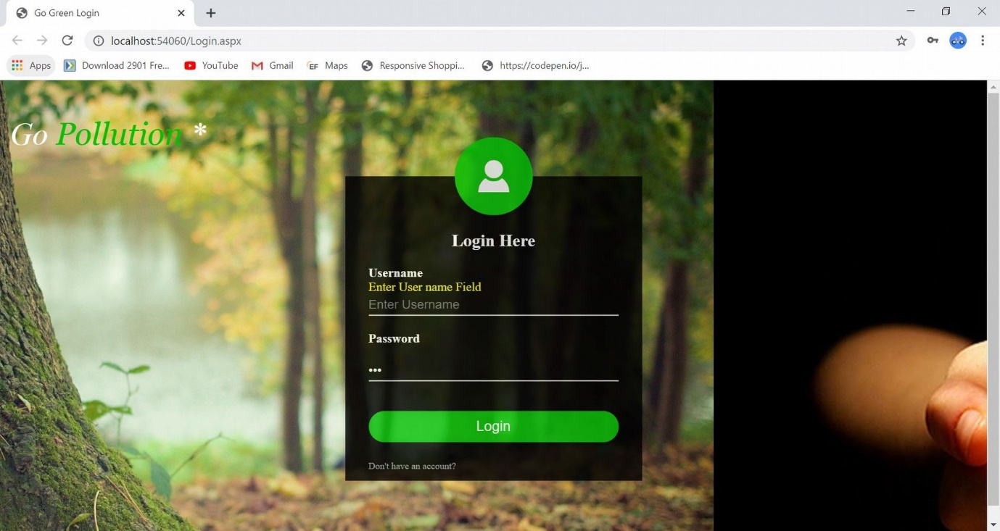 Go Green Login
localhost:54060/Login.aspx
Apps Download 2901 Fre... YouTube Gmail EF Maps Responsive Shoppi... https://codepen.io/j...
Go Pollution *
Login Here
Username
Enter User name Field
Enter Username
Password
•••
Login
Don't have an account?